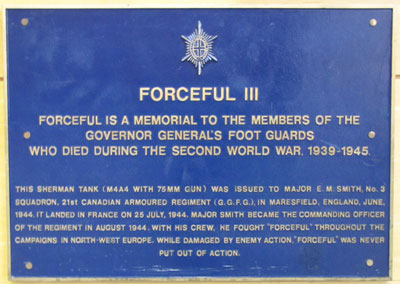 FORCEFUL III
FORCEFUL IS A MEMORIAL TO THE MEMBERS OF THE
GOVERNOR GENERAL'S FOOT GUARDS
WHO DIED DURING THE SECOND WORLD WAR, 1939-1945.
THIS SHERMAN TANK (M4A4 WITH 75MM GUN) WAS ISSUED TO MAJOR E.M. SMITH, No. 3
SQUADRON, 21st CANADIAN ARMOURED REGIMENT (G.G.F.G.), IN MARESFIELD, ENGLAND, JUNE,
1944. IT LANDED IN FRANCE ON 25 JULY, 1944. MAJOR SMITH BECAME THE COMMANDING OFFICER
OF THE REGIMENT IN AUGUST 1944. WITH HIS CREW, HE FOUGHT "FORCEFUL" THROUGHOUT THE
CAMPAIGNS IN NORTH-WEST EUROPE. WHILE DAMAGED BY ENEMY ACTION, "FORCEFUL" WAS NEVER
PUT OUT OF ACTION.